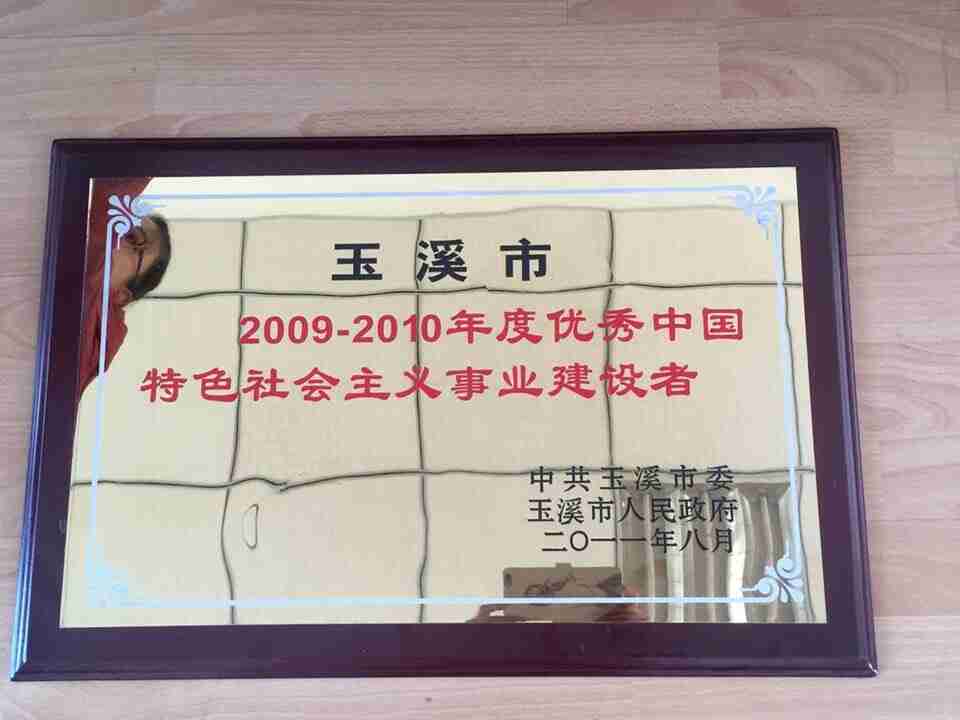 玉溪市
2009-2010年度优秀中国
特色社会主义事业建设者
中共玉溪市委
玉溪市人民政府
二〇一一年八月